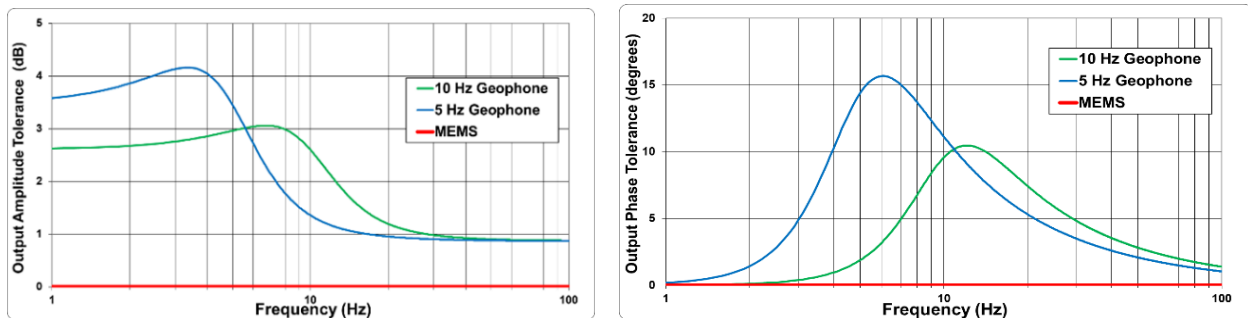 Output Amplitude Tolerance (dB)
5
4
3
2
1
0
1
10
100
Frequency (Hz)
10 Hz Geophone
5 Hz Geophone
MEMS
Output Phase Tolerance (degrees)
20
15
10
5
0
1
10
100
Frequency (Hz)
10 Hz Geophone
5 Hz Geophone
MEMS